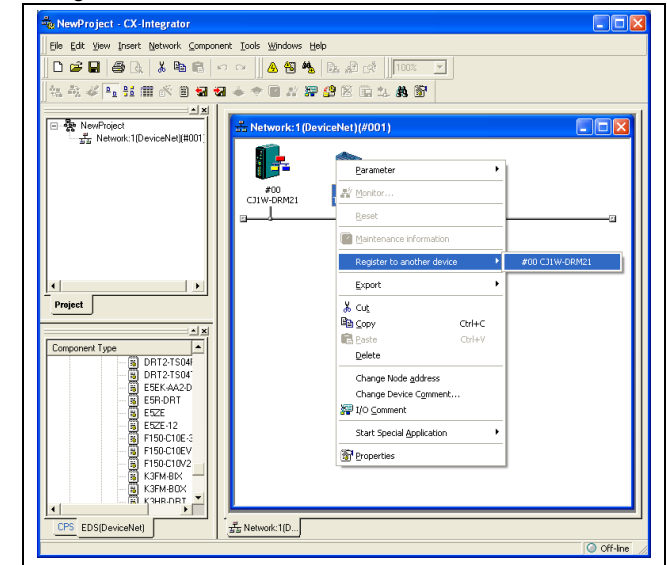 NewProject - CX-Integrator
File Edit View Insert Network Component Tools Windows Help
100%
NewProject
Network:1(DeviceNet)(#001)
Project
Component Type
DRT2-TS04
DRT2-TS04
E5EK-AA2-D
E5R-DRT
E5ZE
E5ZE-12
F150-C10E-3
F150-C10EV
F150-C10V2
K3FM-BIX
K3FM-BOX
K3HB-DRT
CPS EDS(DeviceNet)
Network:1(DeviceNet)(#001)
#00
CJ1W-DRM21
Parameter
Monitor...
Reset
Maintenance information
Register to another device
#00 CJ1W-DRM21
Export
Cut
Copy Ctrl+C
Paste Ctrl+V
Delete
Change Node address
Change Device Comment...
I/O Comment
Start Special Application
Properties
Network:1(D...
Off-line